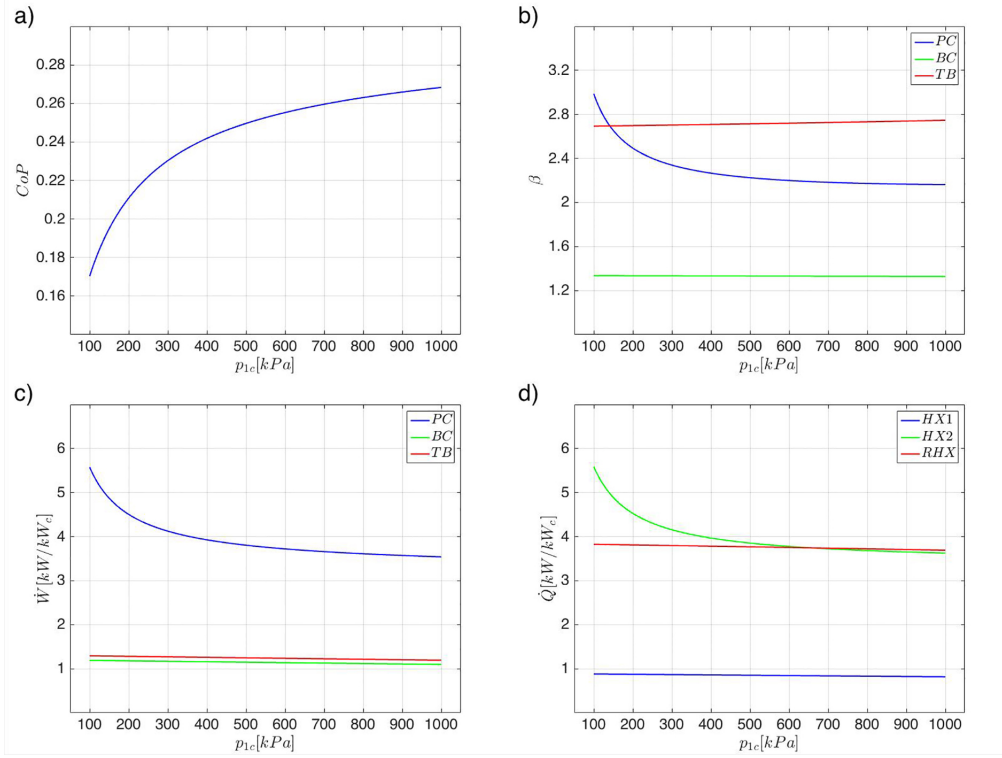 a)
0.28
0.26
0.24
0.22
0.2
0.18
0.16
CoP
100 200 300 400 500 600 700 800 900 1000
p1c[kPa]
b)
3.2
2.8
2.4
2
1.6
1.2
β
PC
BC
TB
100 200 300 400 500 600 700 800 900 1000
p1c[kPa]
c)
6
5
4
3
2
1
Ẇ[kW/kWc]
PC
BC
TB
100 200 300 400 500 600 700 800 900 1000
p1c[kPa]
d)
6
5
4
3
2
1
Q̇[kW/kWc]
HX1
HX2
RHX
100 200 300 400 500 600 700 800 900 1000
p1c[kPa]